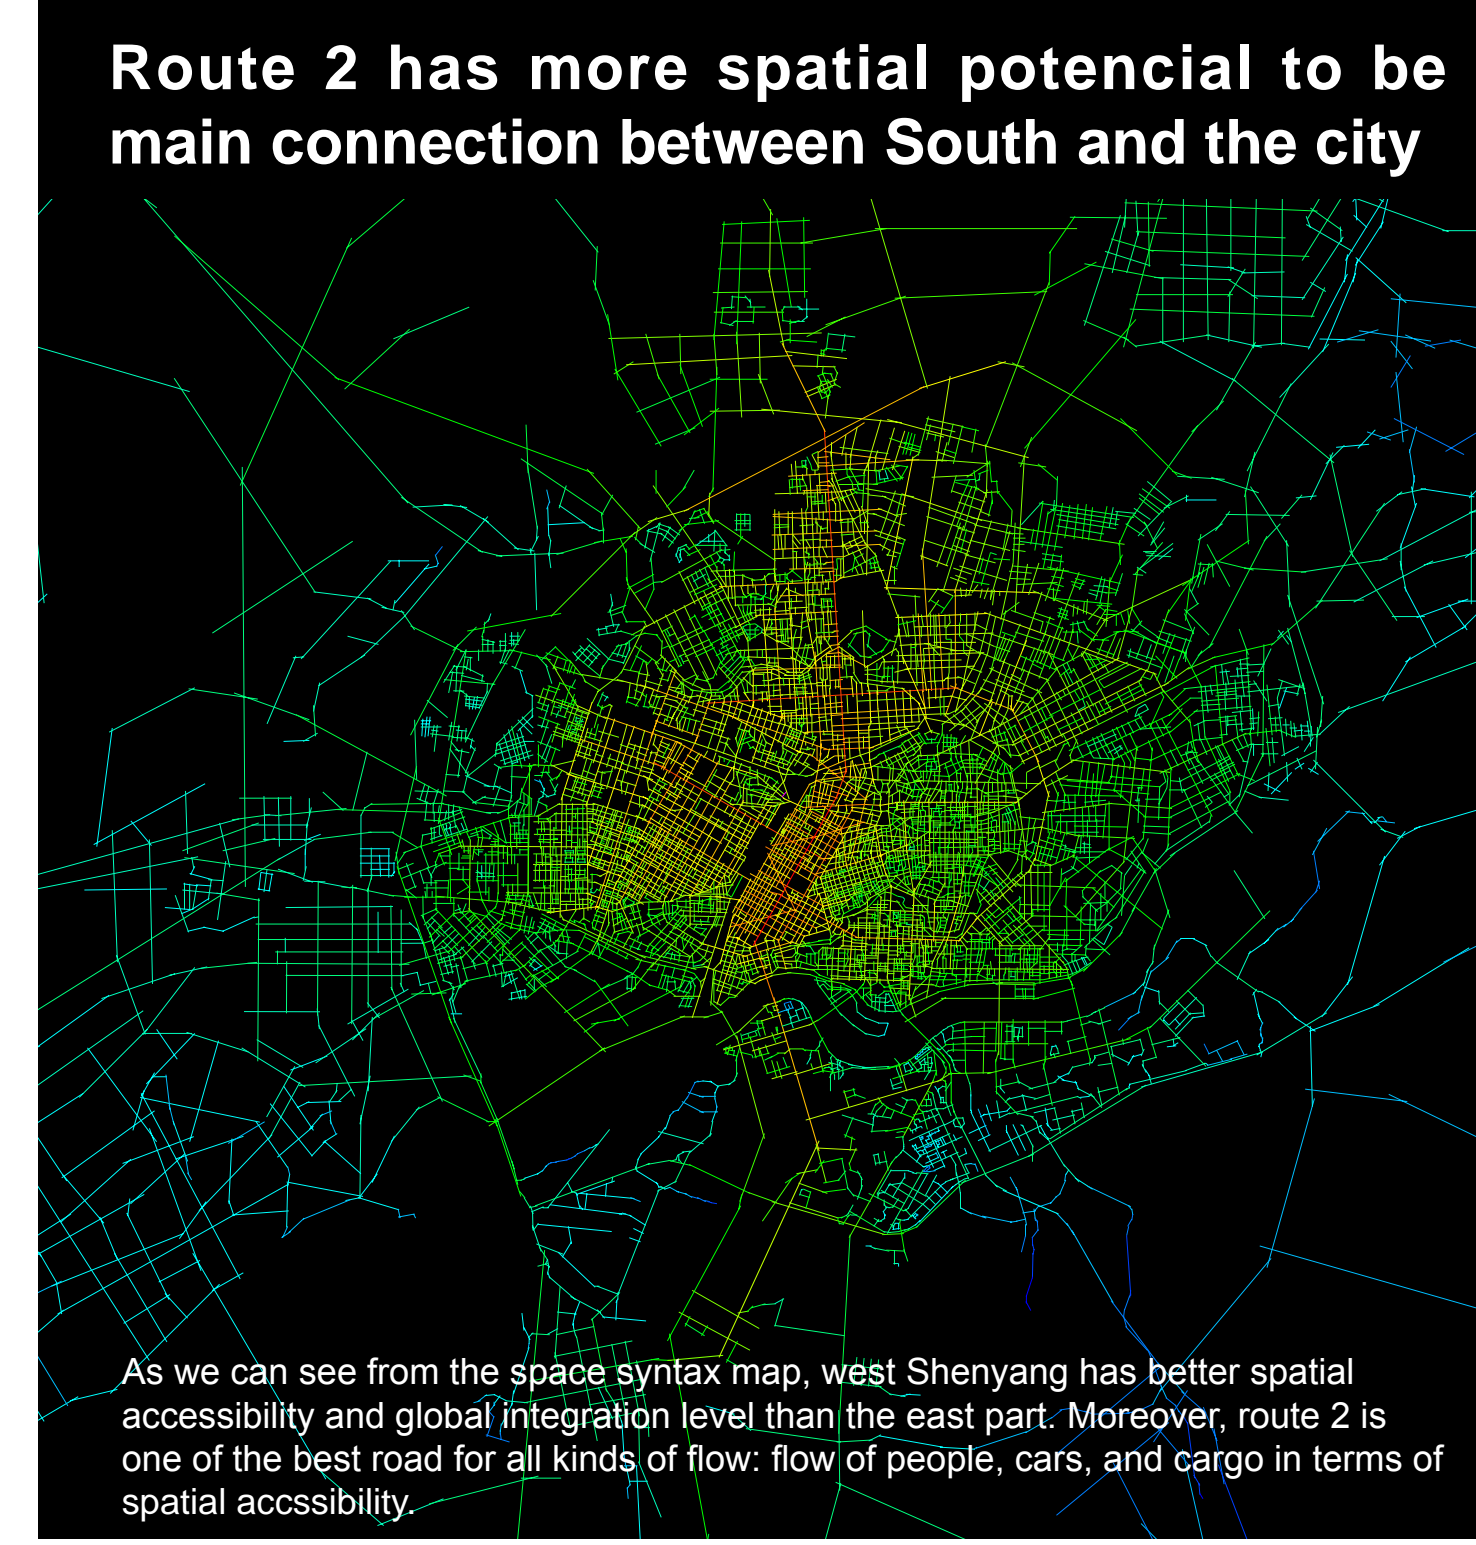 Route 2 has more spatial potencial to be
main connection between South and the city
As we can see from the space syntax map, west Shenyang has better spatial
accessibility and global integration level than the east part. Moreover, route 2 is
one of the best road for all kinds of flow: flow of people, cars, and cargo in terms of
spatial accssibility.